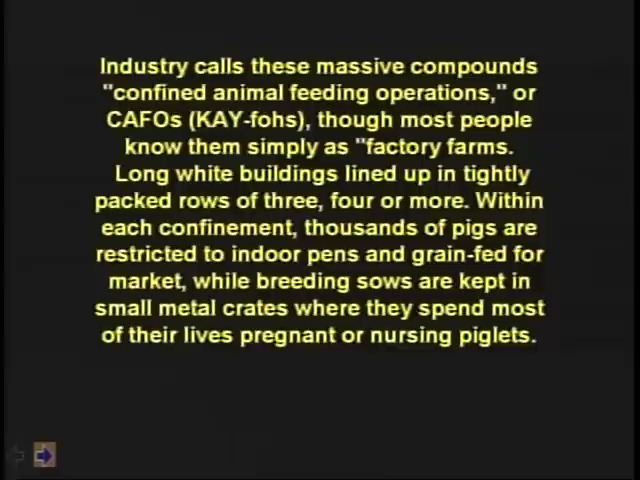 Industry calls these massive compounds
"confined animal feeding operations," or
CAFOs (KAY-fohs), though most people
know them simply as "factory farms.
Long white buildings lined up in tightly
packed rows of three, four or more. Within
each confinement, thousands of pigs are
restricted to indoor pens and grain-fed for
market, while breeding sows are kept in
small metal crates where they spend most
of their lives pregnant or nursing piglets.